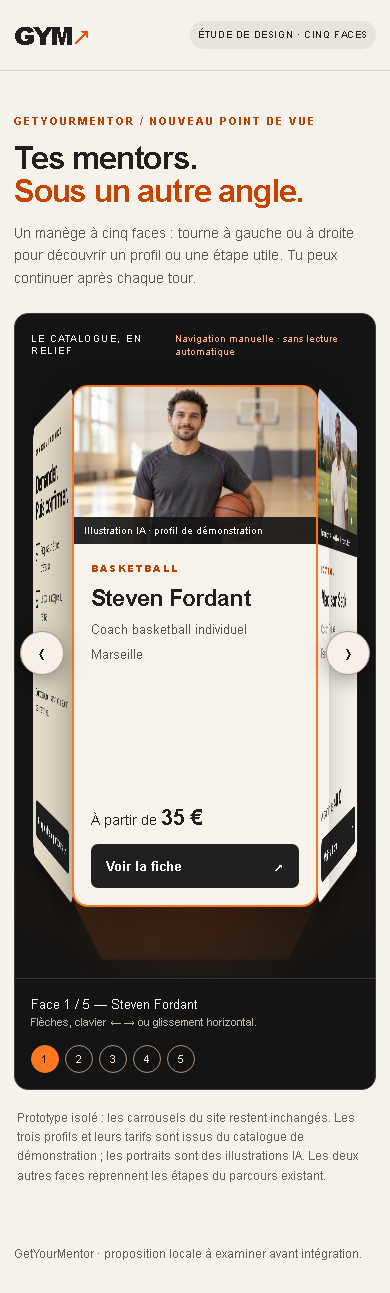 GYM↗
ÉTUDE DE DESIGN · CINQ FACES
GETYOURMENTOR / NOUVEAU POINT DE VUE
Tes mentors.
Sous un autre angle.
Un manège à cinq faces : tourne à gauche ou à droite
pour découvrir un profil ou une étape utile. Tu peux
continuer après chaque tour.
LE CATALOGUE, EN
RELIEF
Navigation manuelle · sans lecture
automatique
Demander.
Puis confirmer.
Illustration IA · profil de démonstration
BASKETBALL
Steven Fordant
Coach basketball individuel
Marseille
À partir de 35 €
Voir la fiche ↗
‹
›
Face 1 / 5 — Steven Fordant
Flèches, clavier ← → ou glissement horizontal.
1 2 3 4 5
Prototype isolé : les carrousels du site restent inchangés. Les
trois profils et leurs tarifs sont issus du catalogue de
démonstration ; les portraits sont des illustrations IA. Les deux
autres faces reprennent les étapes du parcours existant.
GetYourMentor · proposition locale à examiner avant intégration.